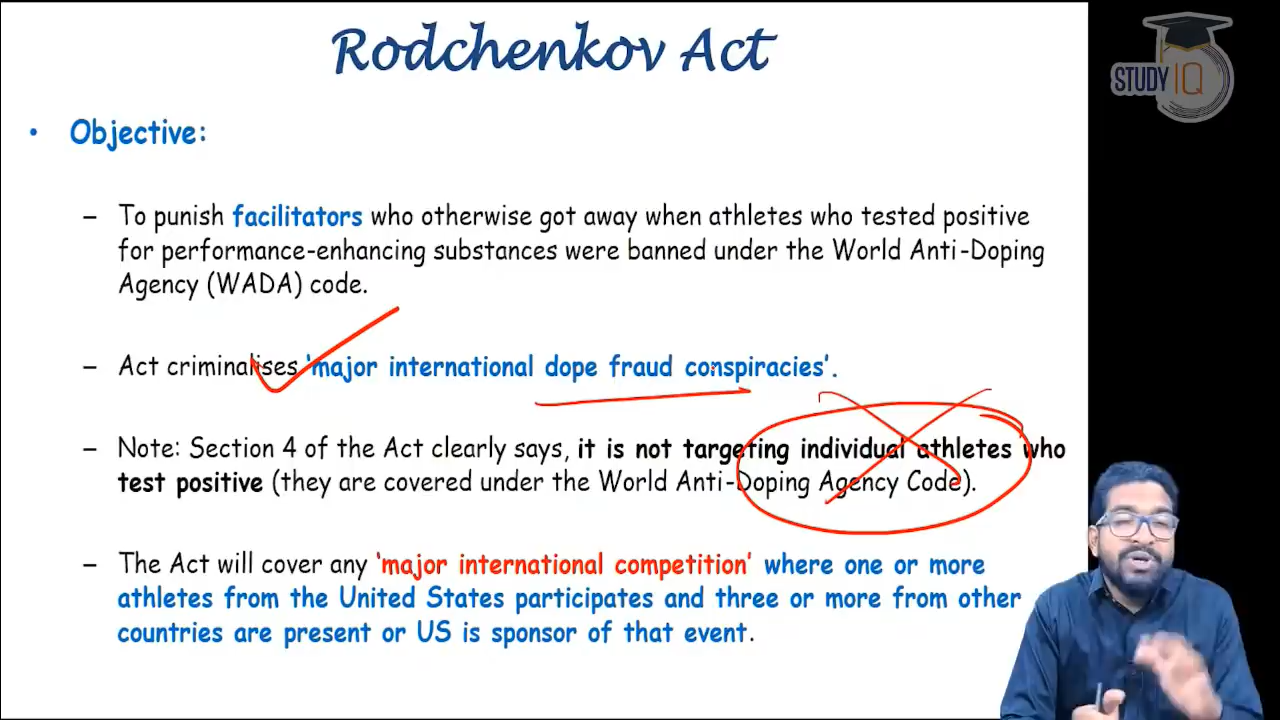 Rodchenkov Act
STUDY IQ
• Objective:
– To punish facilitators who otherwise got away when athletes who tested positive
for performance-enhancing substances were banned under the World Anti-Doping
Agency (WADA) code.
– Act criminalises 'major international dope fraud conspiracies'.
– Note: Section 4 of the Act clearly says, it is not targeting individual athletes who
test positive (they are covered under the World Anti-Doping Agency Code).
– The Act will cover any 'major international competition' where one or more
athletes from the United States participates and three or more from other
countries are present or US is sponsor of that event.